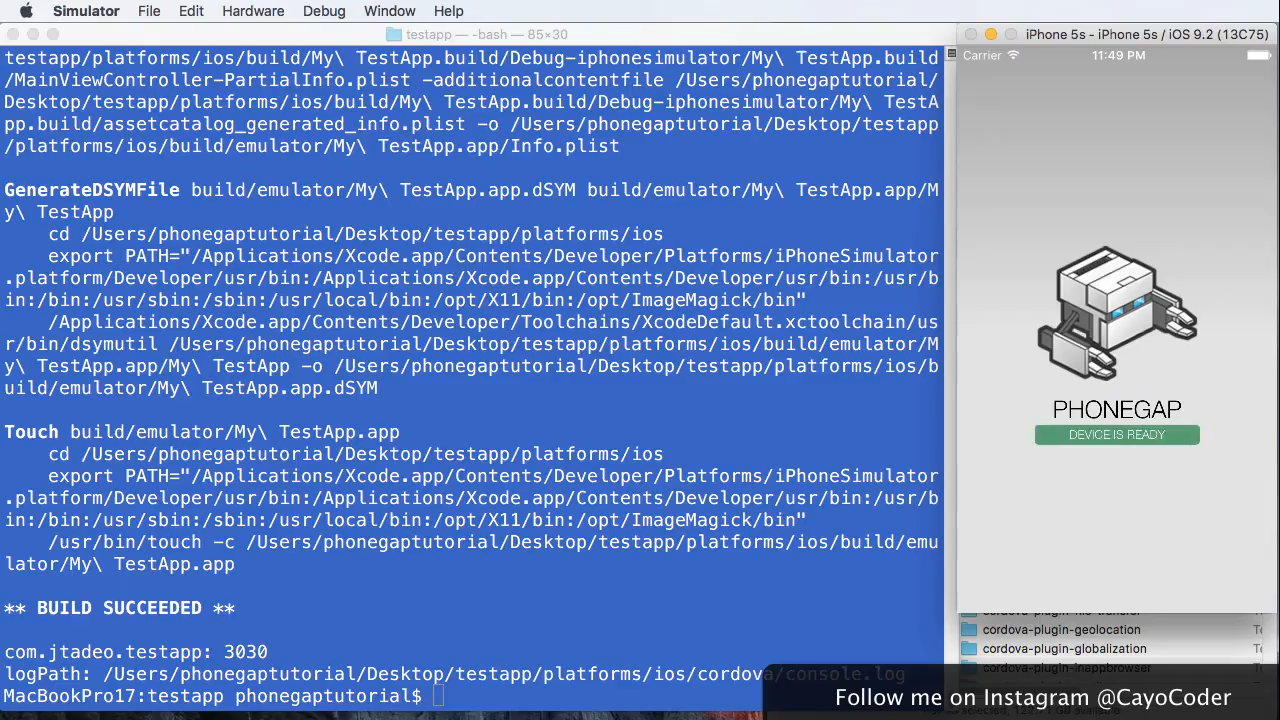 Simulator File Edit Hardware Debug Window Help
testapp — -bash — 85×30
testapp/platforms/ios/build/My\ TestApp.build/Debug-iphonesimulator/My\ TestApp.build
/MainViewController-PartialInfo.plist -additionalcontentfile /Users/phonegaptutorial/
Desktop/testapp/platforms/ios/build/My\ TestApp.build/Debug-iphonesimulator/My\ TestA
pp.build/assetcatalog_generated_info.plist -o /Users/phonegaptutorial/Desktop/testapp
/platforms/ios/build/emulator/My\ TestApp.app/Info.plist
GenerateDSYMFile build/emulator/My\ TestApp.app.dSYM build/emulator/My\ TestApp.app/M
y\ TestApp
cd /Users/phonegaptutorial/Desktop/testapp/platforms/ios
export PATH="/Applications/Xcode.app/Contents/Developer/Platforms/iPhoneSimulator
.platform/Developer/usr/bin:/Applications/Xcode.app/Contents/Developer/usr/bin:/usr/b
in:/bin:/usr/sbin:/sbin:/usr/local/bin:/opt/X11/bin:/opt/ImageMagick/bin"
/Applications/Xcode.app/Contents/Developer/Toolchains/XcodeDefault.xctoolchain/us
r/bin/dsymutil /Users/phonegaptutorial/Desktop/testapp/platforms/ios/build/emulator/M
y\ TestApp.app/My\ TestApp -o /Users/phonegaptutorial/Desktop/testapp/platforms/ios/b
uild/emulator/My\ TestApp.app.dSYM
Touch build/emulator/My\ TestApp.app
cd /Users/phonegaptutorial/Desktop/testapp/platforms/ios
export PATH="/Applications/Xcode.app/Contents/Developer/Platforms/iPhoneSimulator
.platform/Developer/usr/bin:/Applications/Xcode.app/Contents/Developer/usr/bin:/usr/b
in:/bin:/usr/sbin:/sbin:/usr/local/bin:/opt/X11/bin:/opt/ImageMagick/bin"
/usr/bin/touch -c /Users/phonegaptutorial/Desktop/testapp/platforms/ios/build/emu
lator/My\ TestApp.app
** BUILD SUCCEEDED **
com.jtadeo.testapp: 3030
logPath: /Users/phonegaptutorial/Desktop/testapp/platforms/ios/cordova/console.log
MacBookPro17:testapp phonegaptutorial$
iPhone 5s - iPhone 5s / iOS 9.2 (13C75)
Carrier 11:49 PM
PHONEGAP
DEVICE IS READY
cordova-plugin-file-transfer
cordova-plugin-geolocation
cordova-plugin-globalization
cordova-plugin-inappbrowser
Follow me on Instagram @CayoCoder